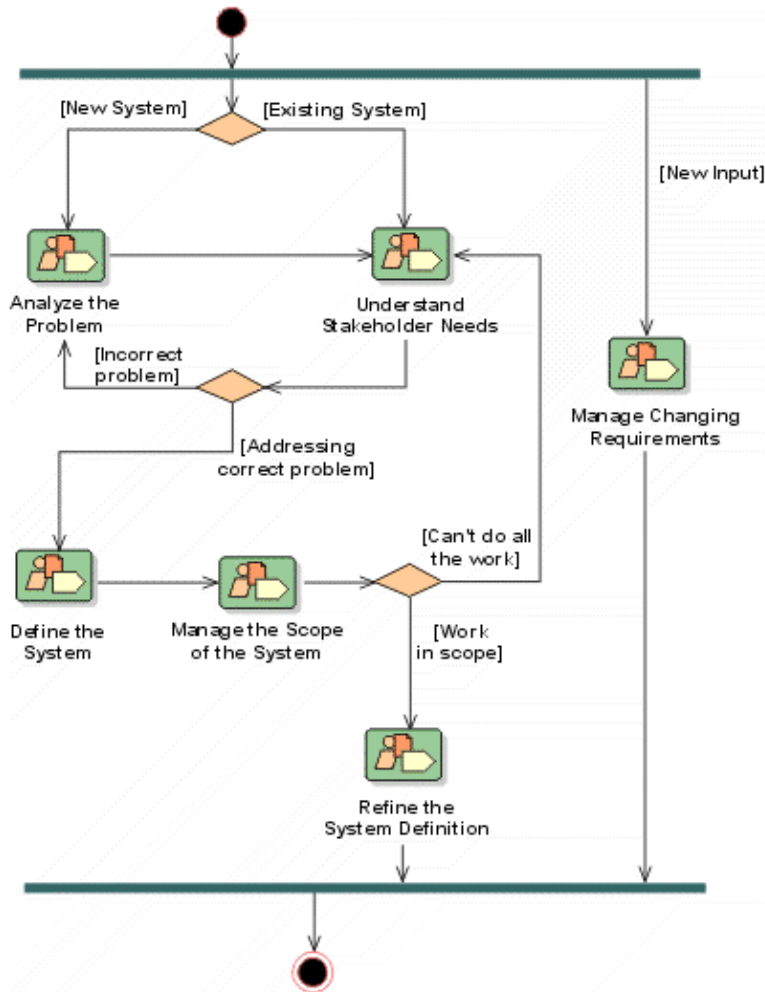 [New System]
[Existing System]
[New Input]
Analyze the
Problem
Understand
Stakeholder Needs
[Incorrect
problem]
Manage Changing
Requirements
[Addressing
correct problem]
[Can't do all
the work]
Define the
System
Manage the Scope
of the System
[Work
in scope]
Refine the
System Definition